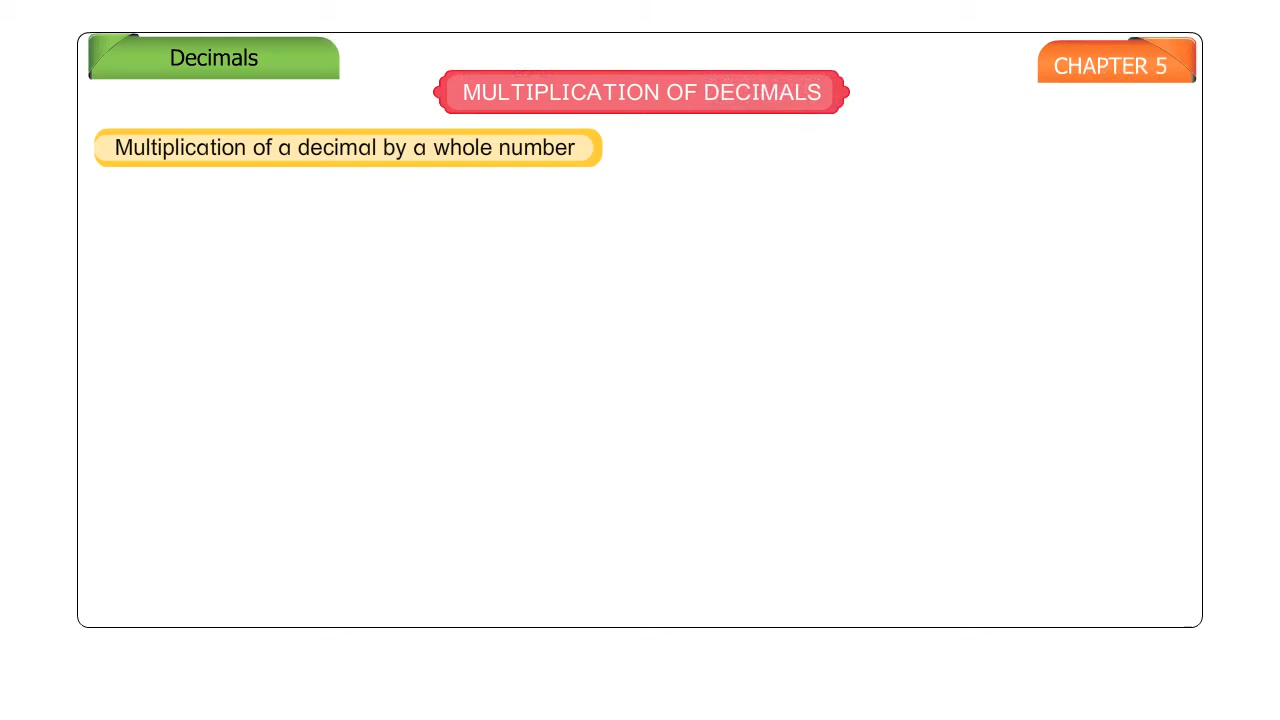 Decimals
CHAPTER 5
MULTIPLICATION OF DECIMALS
Multiplication of a decimal by a whole number